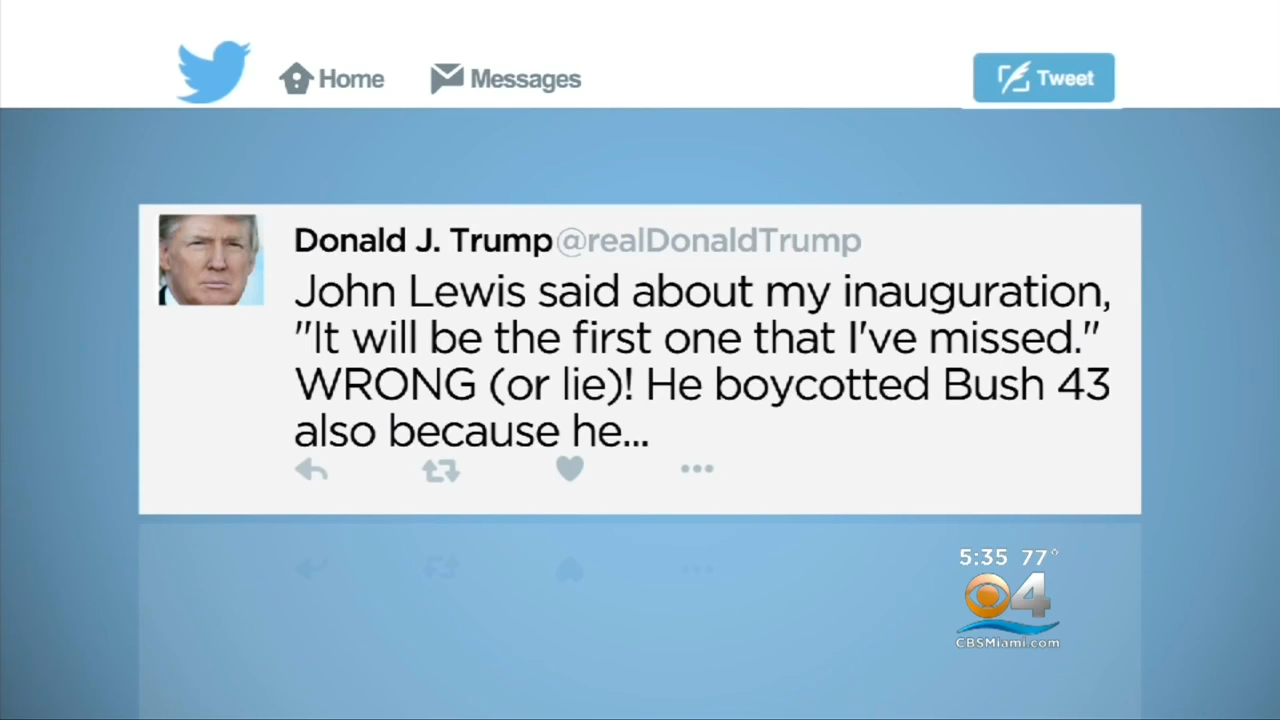 Home Messages Tweet
Donald J. Trump @realDonaldTrump
John Lewis said about my inauguration,
"It will be the first one that I've missed."
WRONG (or lie)! He boycotted Bush 43
also because he...
5:35 77°
4
CBSMiami.com